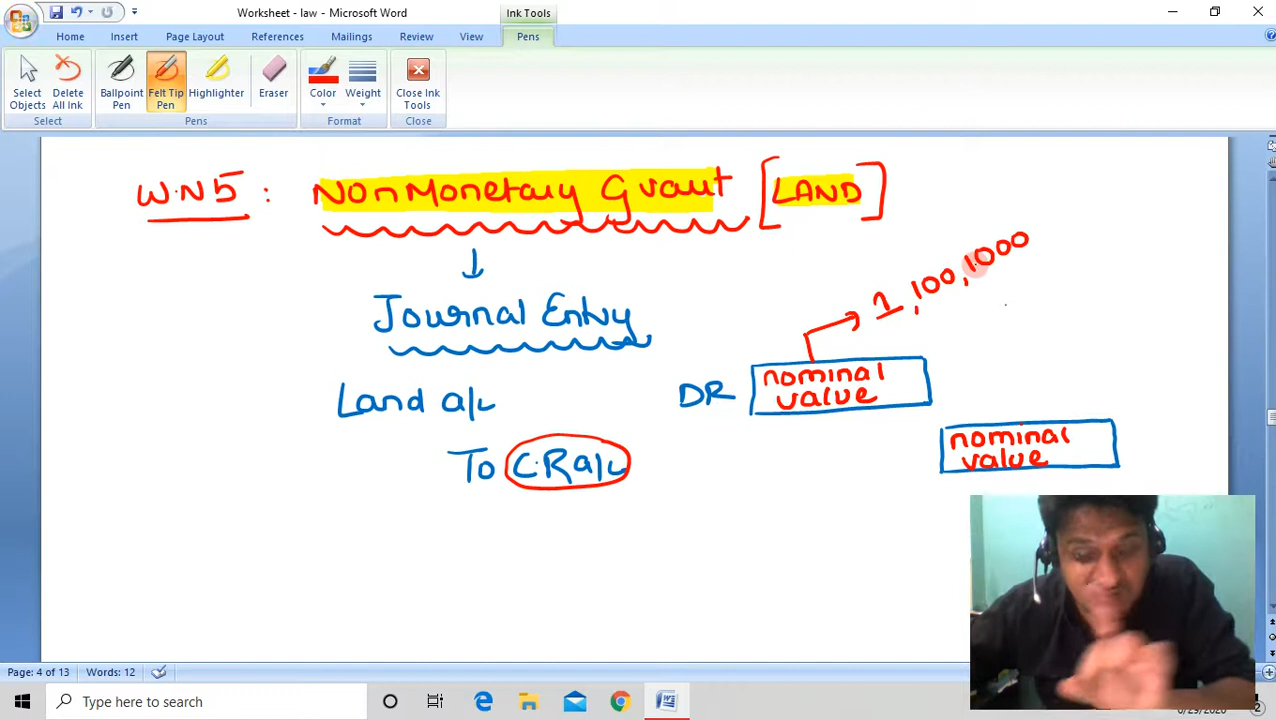 Worksheet - law - Microsoft Word
Ink Tools
Home Insert Page Layout References Mailings Review View Pens
Select Objects
Delete All Ink
Ballpoint Pen
Felt Tip Pen
Highlighter
Eraser
Color
Weight
Close Ink Tools
Select Pens Format Close
W.N 5 : NonMonetary Grant [LAND]
Journal Entry
1,100,1000
Land a/c DR nominal value
To C.R a/c nominal value
Page: 4 of 13 Words: 12
Type here to search